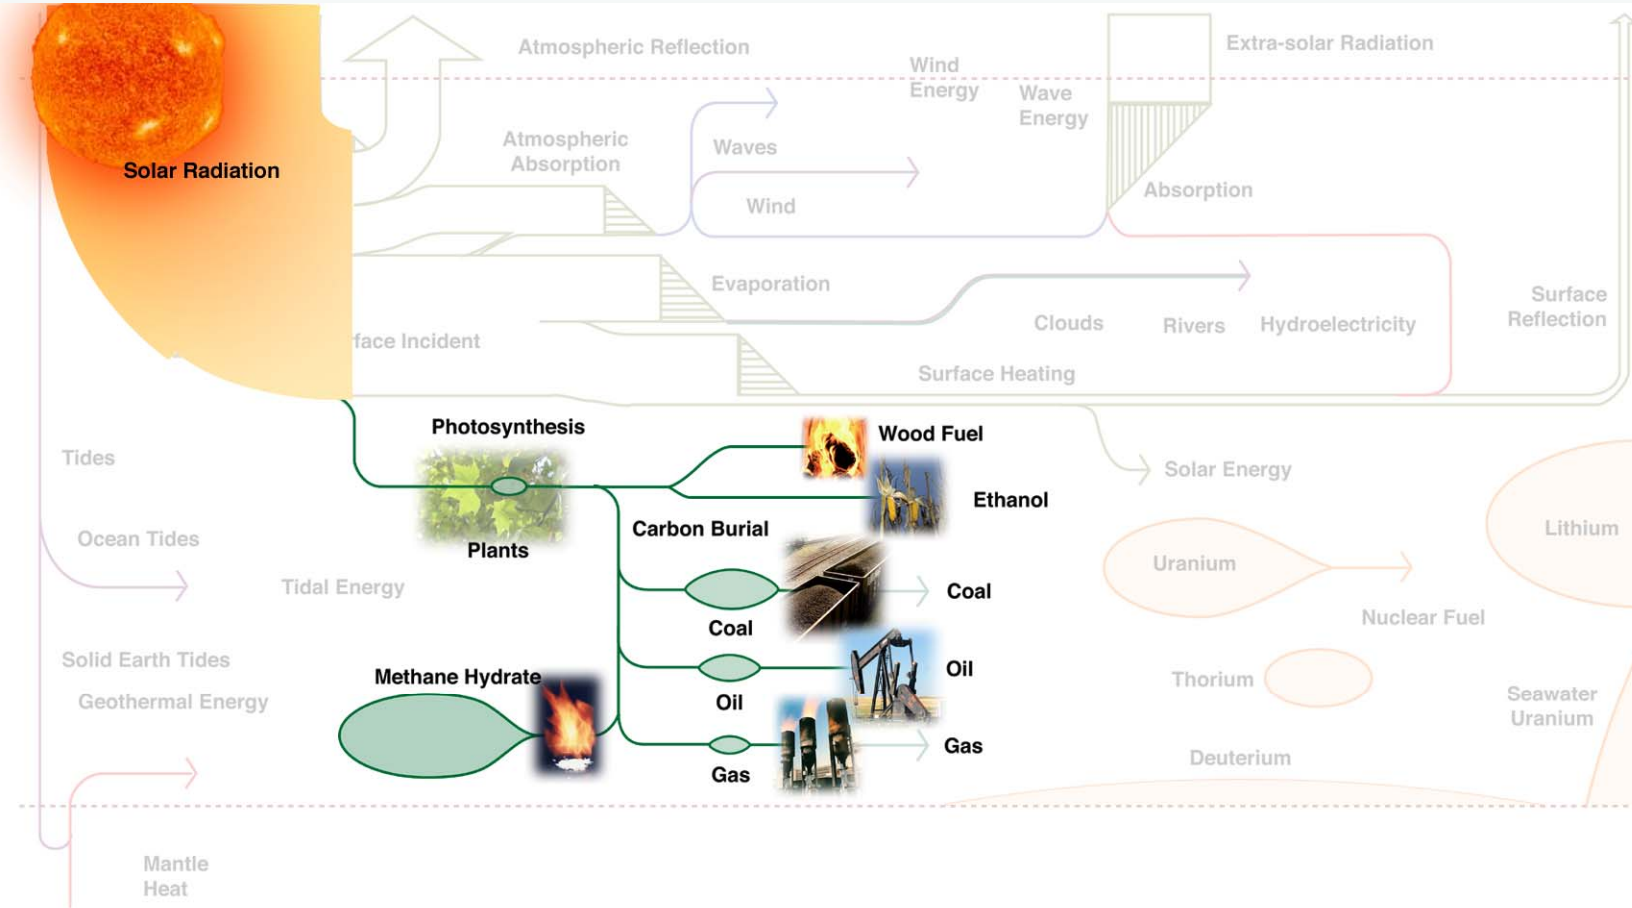 Atmospheric Reflection
Extra-solar Radiation
Wind
Energy
Wave
Energy
Atmospheric
Absorption
Waves
Solar Radiation
Absorption
Wind
Evaporation
Surface
Reflection
Clouds
Rivers
Hydroelectricity
face Incident
Surface Heating
Photosynthesis
Wood Fuel
Tides
Solar Energy
Ethanol
Carbon Burial
Lithium
Ocean Tides
Plants
Uranium
Tidal Energy
Coal
Nuclear Fuel
Coal
Solid Earth Tides
Methane Hydrate
Oil
Thorium
Geothermal Energy
Oil
Seawater
Uranium
Gas
Deuterium
Gas
Mantle
Heat